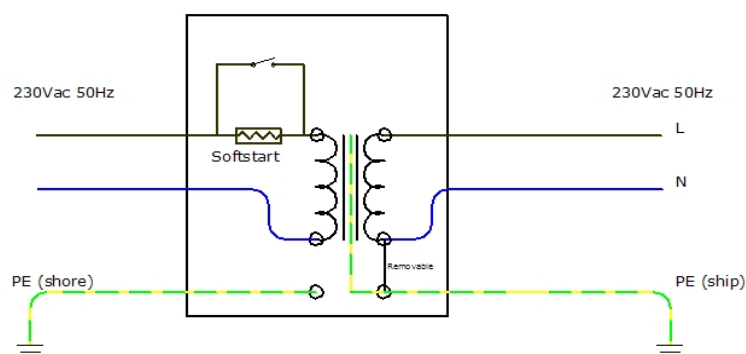 230Vac 50Hz
230Vac 50Hz
L
Softstart
N
Removable
PE (shore)
PE (ship)